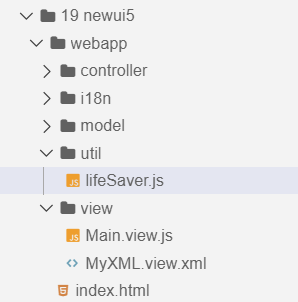 19 newui5
webapp
controller
i18n
model
util
JS lifeSaver.js
view
JS Main.view.js
<> MyXML.view.xml
5 index.html